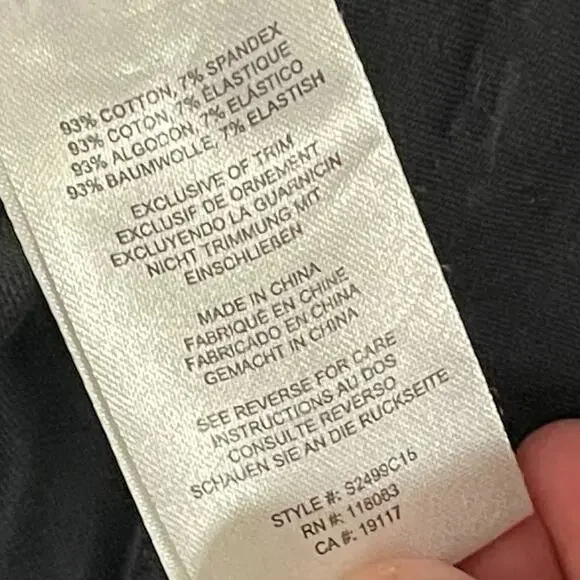 93% COTTON, 7% SPANDEX
93% COTON, 7% ÉLASTIQUE
93% ALGODON, 7% ELÁSTICO
93% BAUMWOLLE, 7% ELASTISH
EXCLUSIVE OF TRIM
EXCLUSIF DE ORNEMENT
EXCLUYENDO LA GUARNICIN
NICHT TRIMMUNG MIT
EINSCHLIEßEN
MADE IN CHINA
FABRIQUÉ EN CHINE
FABRICADO EN CHINA
GEMACHT IN CHINA
SEE REVERSE FOR CARE
INSTRUCTIONS AU DOS
CONSULTE REVERSO
SCHAUEN SIE AN DIE RUCKSEITE
STYLE #: S2499C16
RN #: 118083
CA #: 19117